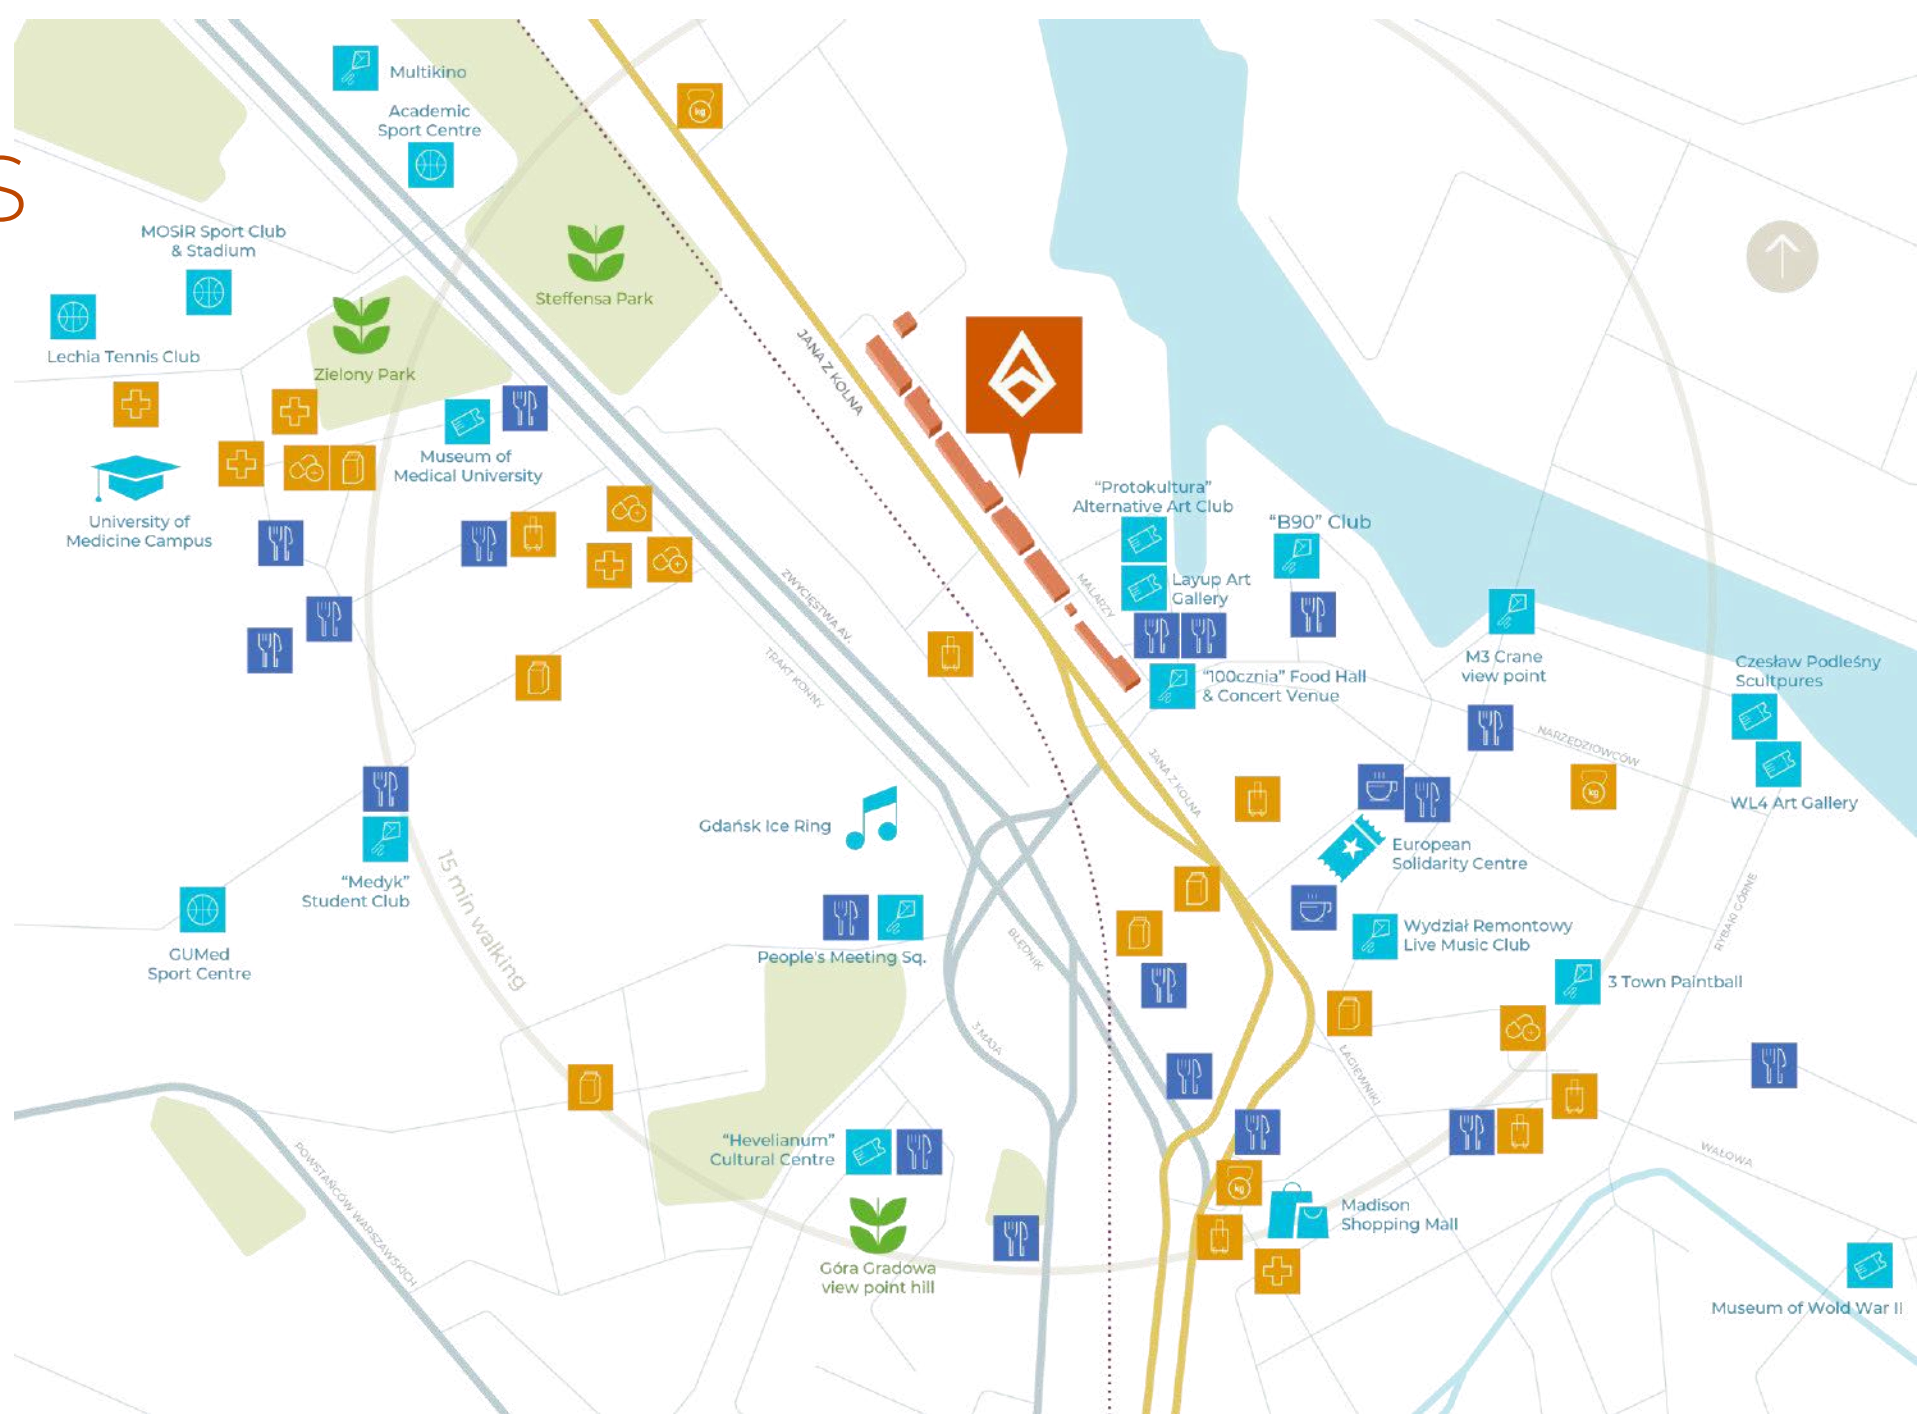 S
Multikino
Academic
Sport Centre
MOSiR Sport Club
& Stadium
Steffensa Park
Lechia Tennis Club
Zielony Park
JANA Z KOLNA
Museum of
Medical University
University of
Medicine Campus
"Protokultura"
Alternative Art Club
"B90" Club
Layup Art
Gallery
MALARZY
ZWYCIĘSTWA AV.
TRAKT KONNY
"100cznia" Food Hall
& Concert Venue
M3 Crane
view point
Czesław Podleśny
Scultpures
NARZĘDZIOWCÓW
WL4 Art Gallery
JANA Z KOLNA
Gdańsk Ice Ring
European
Solidarity Centre
"Medyk"
Student Club
15 min walking
GUMed
Sport Centre
People's Meeting Sq.
BŁĘDNIK
Wydział Remontowy
Live Music Club
RYBAKI GÓRNE
3 Town Paintball
3 MAJA
ŁAGIEWNIKI
"Hevelianum"
Cultural Centre
POWSTAŃCÓW WARSZAWSKICH
WAŁOWA
Madison
Shopping Mall
Góra Gradowa
view point hill
Museum of Wold War II
kg
kg
kg